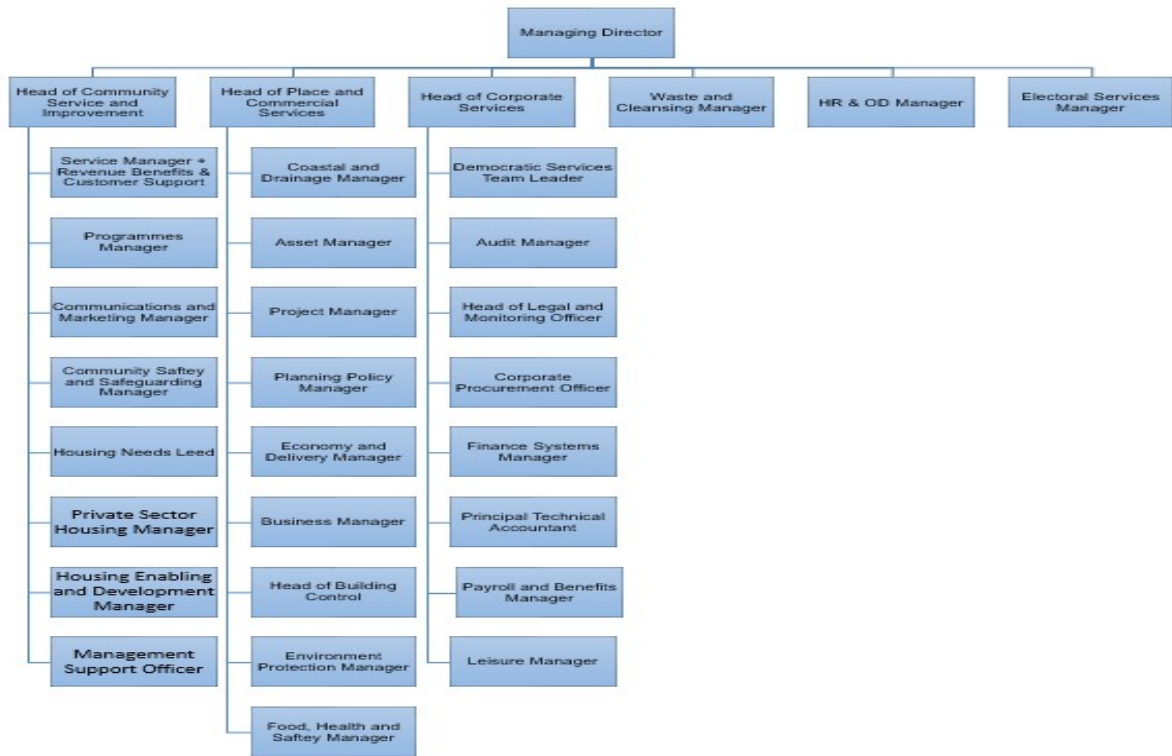 Managing Director
Head of Community
Service and
Improvement
Head of Place and
Commercial
Services
Head of Corporate
Services
Waste and
Cleansing Manager
HR & OD Manager
Electoral Services
Manager
Service Manager +
Revenue Benefits &
Customer Support
Programmes
Manager
Communications and
Marketing Manager
Community Saftey
and Safeguarding
Manager
Housing Needs Leed
Private Sector
Housing Manager
Housing Enabling
and Development
Manager
Management
Support Officer
Coastal and
Drainage Manager
Asset Manager
Project Manager
Planning Policy
Manager
Economy and
Delivery Manager
Business Manager
Head of Building
Control
Environment
Protection Manager
Food, Health and
Saftey Manager
Democratic Services
Team Leader
Audit Manager
Head of Legal and
Monitoring Officer
Corporate
Procurement Officer
Finance Systems
Manager
Principal Technical
Accountant
Payroll and Benefits
Manager
Leisure Manager